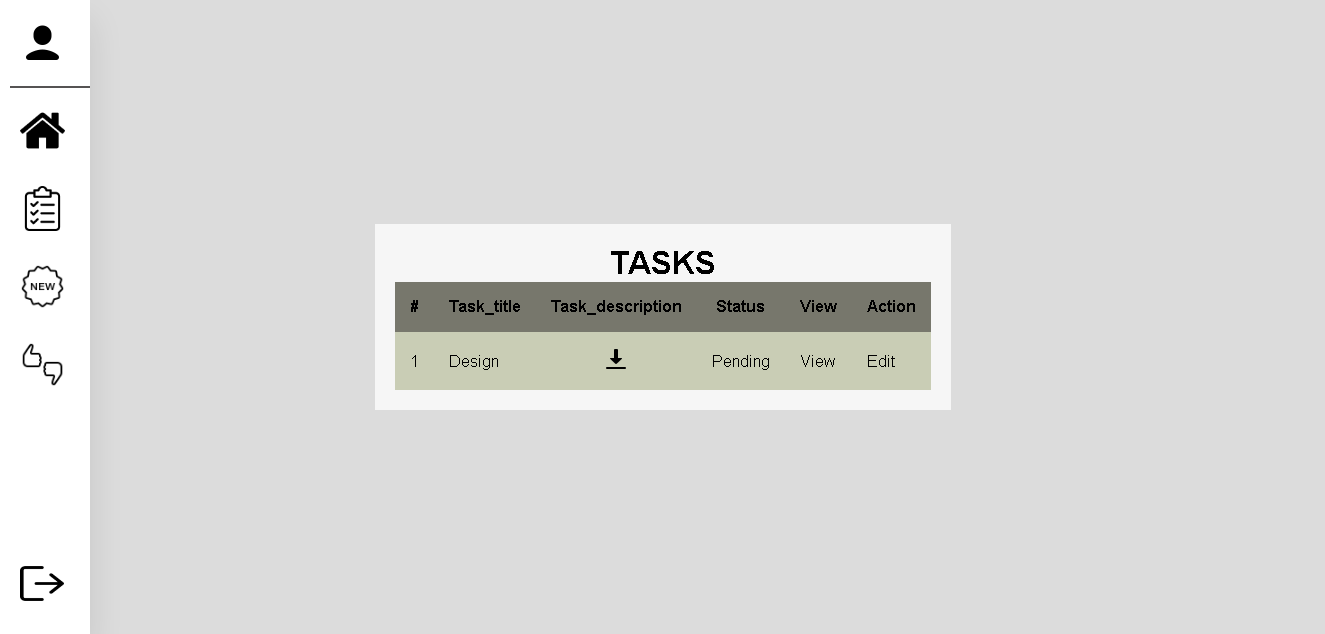 NEW
TASKS
# Task_title Task_description Status View Action
1 Design Pending View Edit